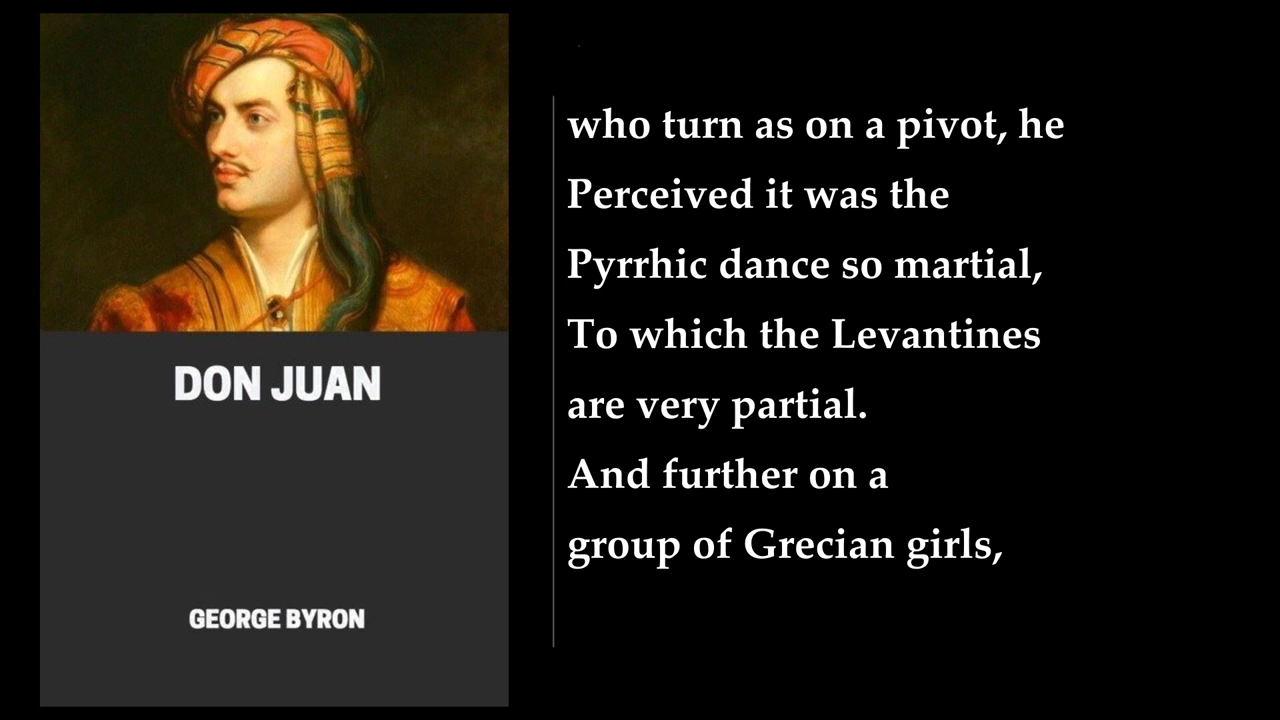 DON JUAN
GEORGE BYRON
who turn as on a pivot, he
Perceived it was the
Pyrrhic dance so martial,
To which the Levantines
are very partial.
And further on a
group of Grecian girls,